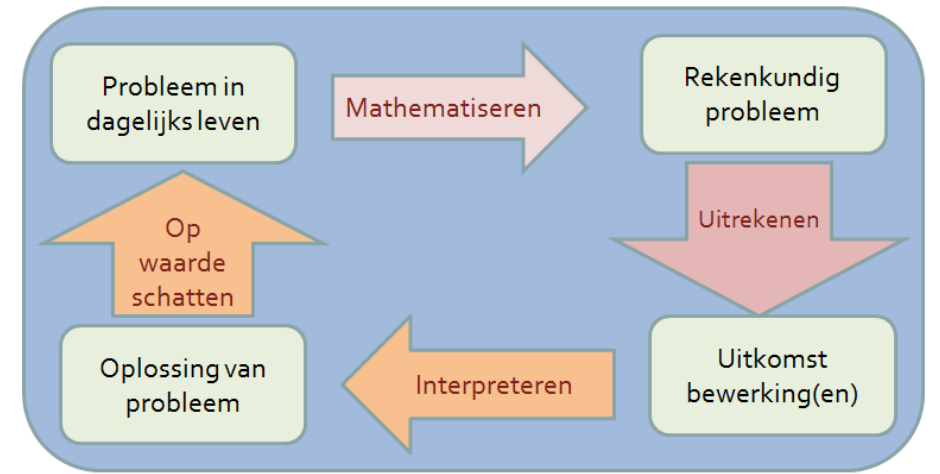 Probleem in
dagelijks leven
Mathematiseren
Rekenkundig
probleem
Uitrekenen
Uitkomst
bewerking(en)
Interpreteren
Oplossing van
probleem
Op
waarde
schatten